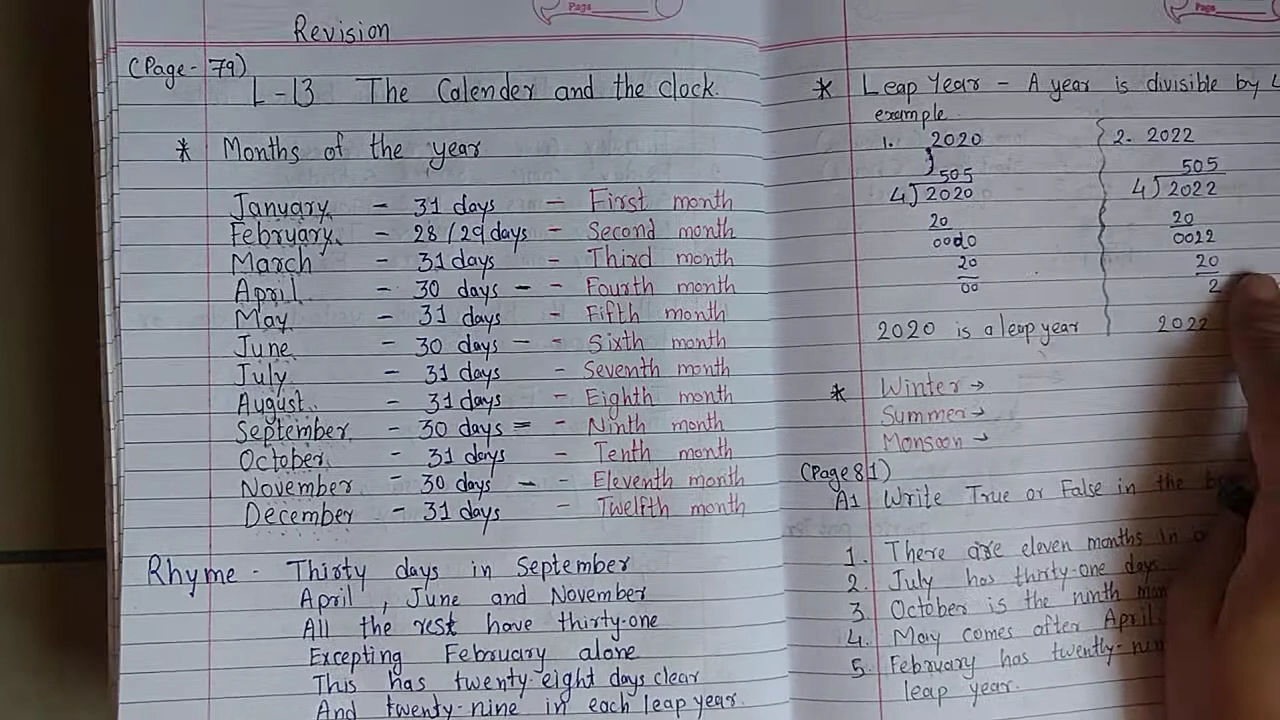 Page
Revision
(Page - 79)
L-13 The Calender and the clock.
* Months of the year
January - 31 days - First month
February - 28/29 days - Second month
March - 31 days - Third month
April - 30 days - - Fourth month
May - 31 days - Fifth month
June - 30 days - - Sixth month
July - 31 days - Seventh month
August - 31 days - Eighth month
September - 30 days = - Ninth month
October - 31 days - Tenth month
November - 30 days - - Eleventh month
December - 31 days - Twelfth month
Rhyme - Thirty days in September
April, June and November
All the rest have thirty-one
Excepting February alone
This has twenty-eight days clear
And twenty-nine in each leap year.
Page
* Leap Year - A year is divisible by 4
example
1. 2020
505
4)2020
20
0020
20
00
2020 is a leap year
2. 2022
505
4)2022
20
0022
20
2
2022
* Winter →
Summer →
Monsoon →
(Page 81)
A1 Write True or False in the
1. There are eleven months in
2. July has thirty-one days
3. October is the ninth
4. May comes after April.
5. February has
leap year.